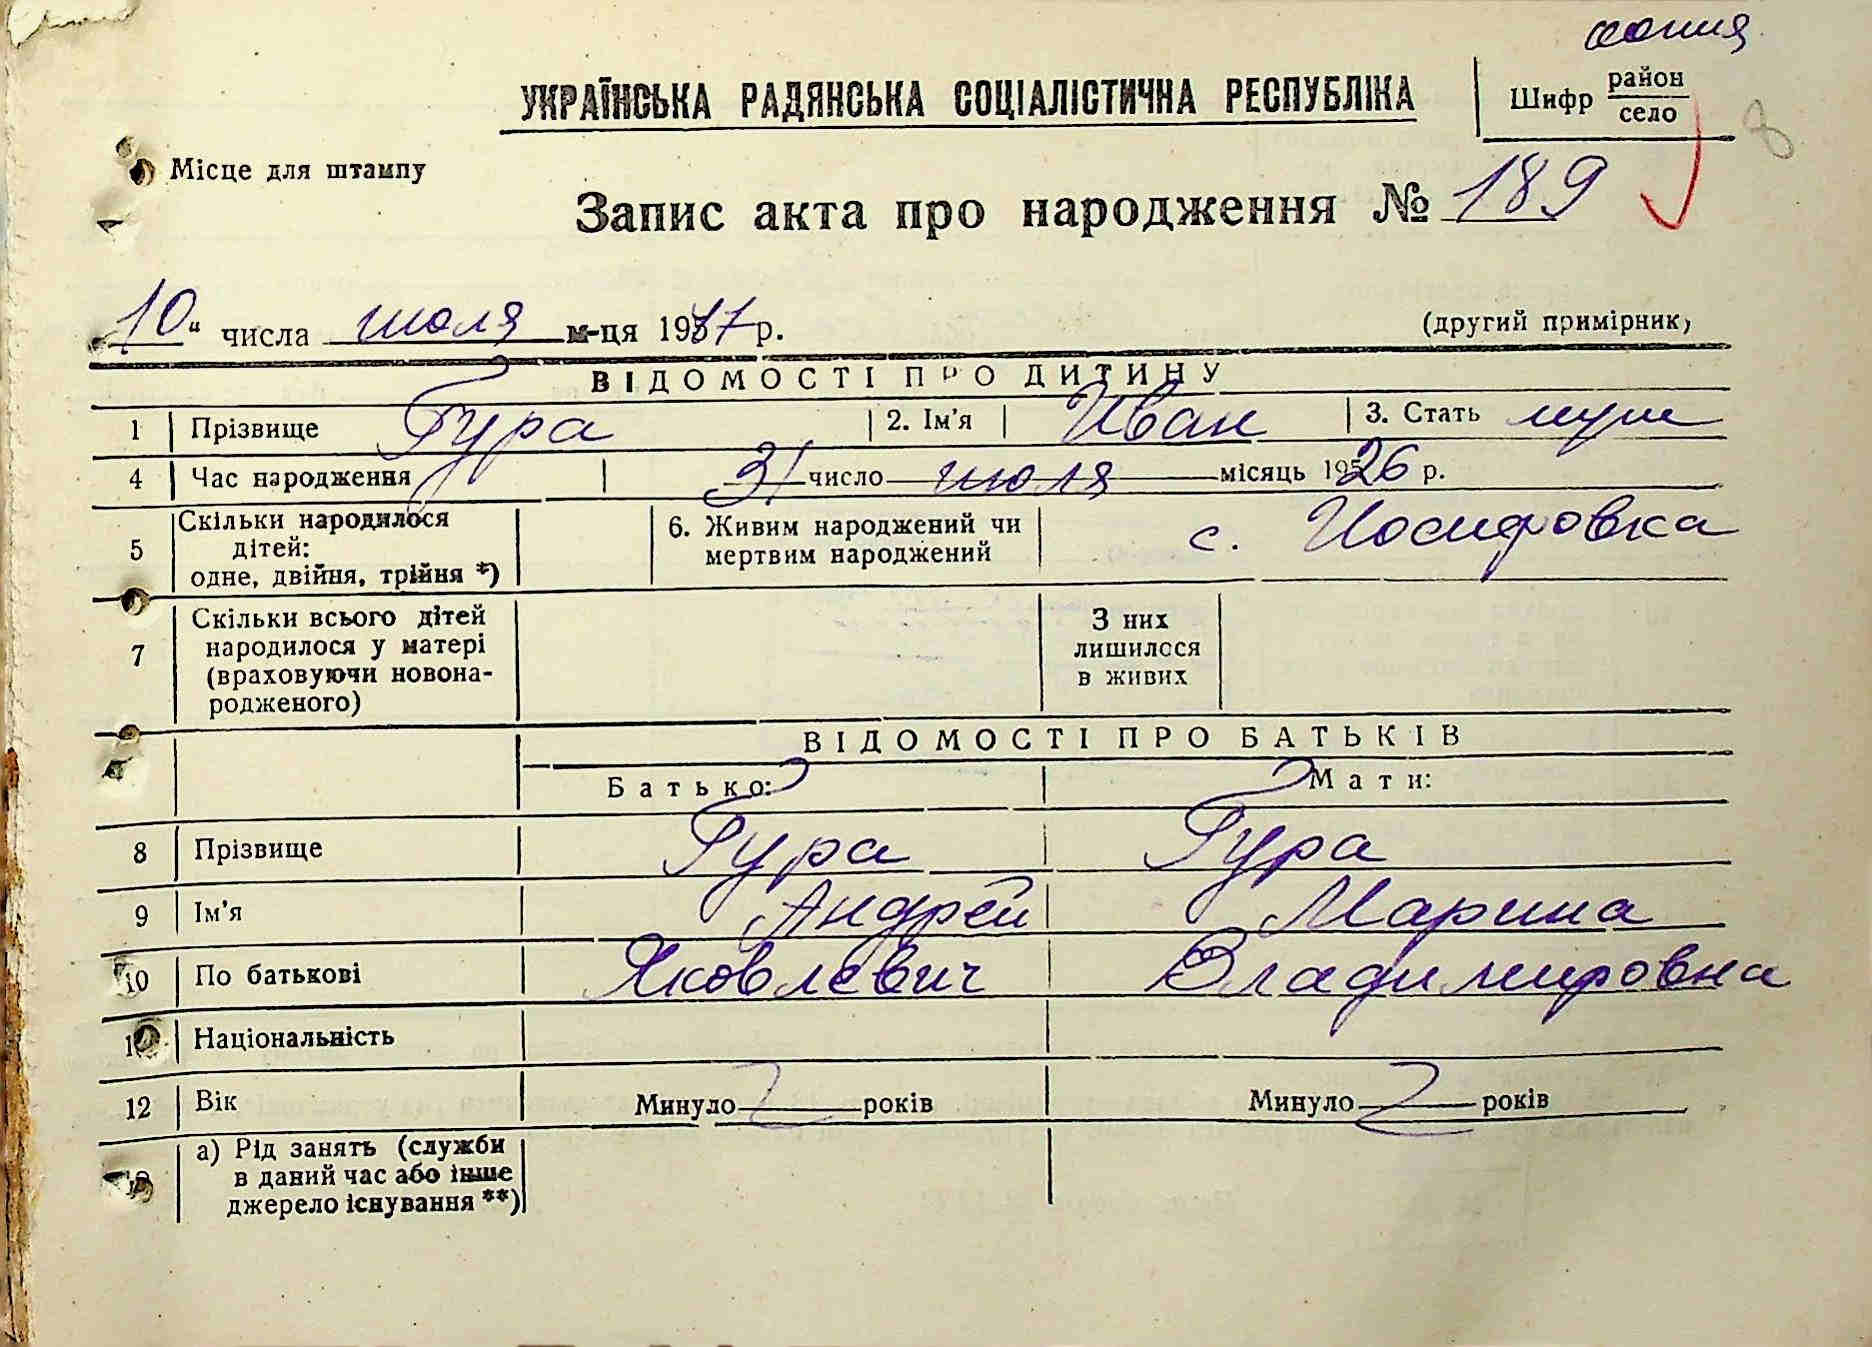 копия
УКРАЇНСЬКА РАДЯНСЬКА СОЦІАЛІСТИЧНА РЕСПУБЛІКА
Шифр район
село
8
Місце для штампу
Запис акта про народження № 189
10 " числа июля м-ця 1947 р.
(другий примірник)
ВІДОМОСТІ ПРО ДИТИНУ
1 Прізвище Гура 2. Ім'я Иван 3. Стать муж
4 Час народження 31 число июля місяць 1926 р.
5 Скільки народилося дітей: одне, двійня, трійня *) 6. Живим народжений чи мертвим народжений с. Иосифовка
7 Скільки всього дітей народилося у матері (враховуючи новонародженого) З них лишилося в живих
ВІДОМОСТІ ПРО БАТЬКІВ
Батько: Мати:
8 Прізвище Гура Гура
9 Ім'я Андрей Марина
10 По батькові Яковлевич Владимировна
Національність
12 Вік Минуло років Минуло років
а) Рід занять (служби
в даний час або інше
джерело існування **)